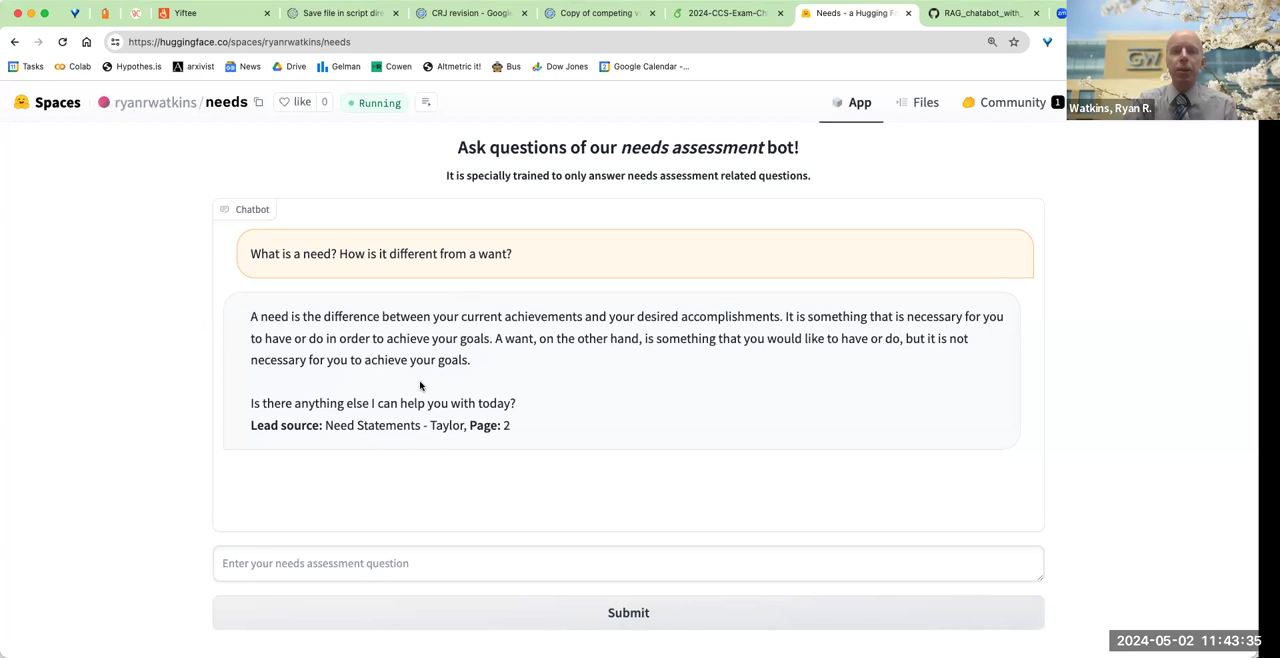 Yiftee
Save file in script dire
CRJ revision - Google
Copy of competing v
2024-CCS-Exam-Ch
Needs - a Hugging F
RAG_chatabot_with_
https://huggingface.co/spaces/ryanrwatkins/needs
Tasks Colab Hypothes.is arxivist News Drive Gelman Cowen Altmetric it! Bus Dow Jones Google Calendar -...
Spaces ryanrwatkins/needs like 0 Running App Files Community 1
GW
Watkins, Ryan R.
Ask questions of our needs assessment bot!
It is specially trained to only answer needs assessment related questions.
Chatbot
What is a need? How is it different from a want?
A need is the difference between your current achievements and your desired accomplishments. It is something that is necessary for you
to have or do in order to achieve your goals. A want, on the other hand, is something that you would like to have or do, but it is not
necessary for you to achieve your goals.
Is there anything else I can help you with today?
Lead source: Need Statements - Taylor, Page: 2
Enter your needs assessment question
Submit
2024-05-02 11:43:35